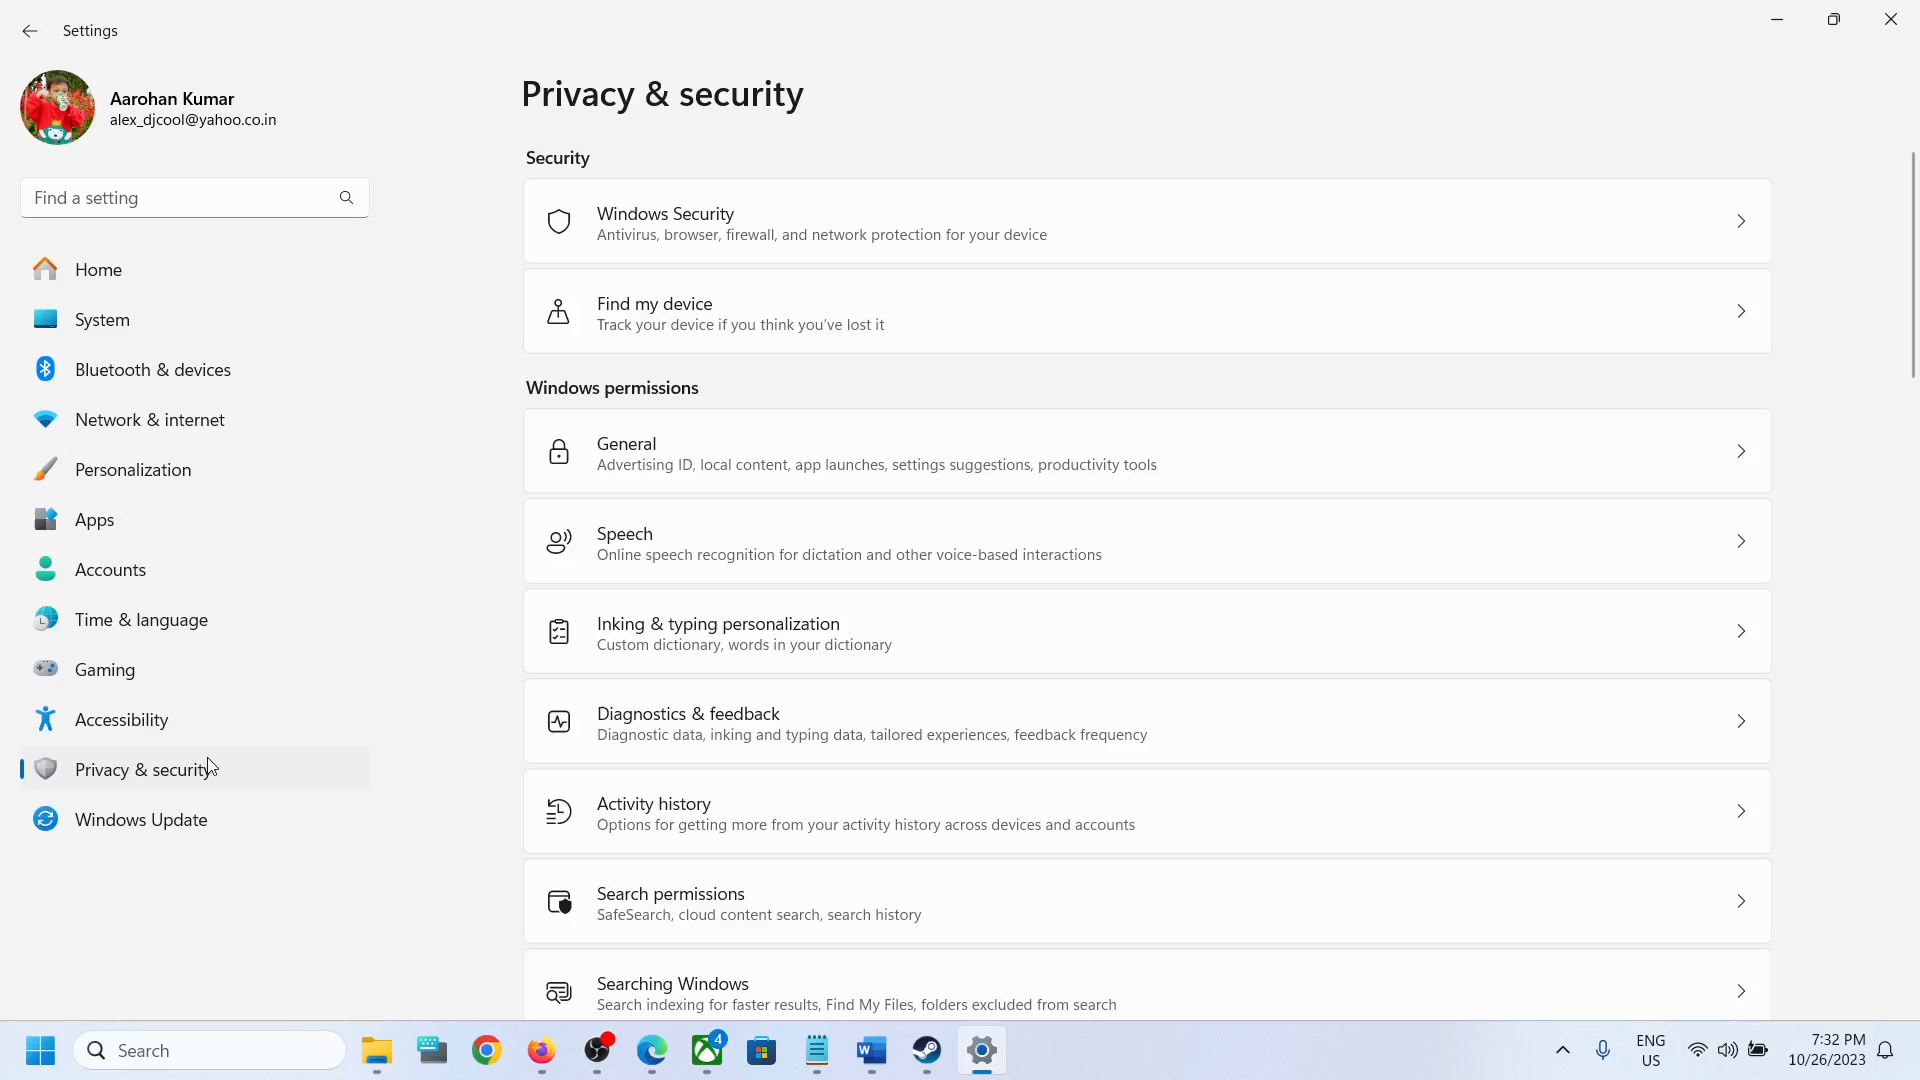 Settings
Aarohan Kumar
alex_djcool@yahoo.co.in
Find a setting
Home
System
Bluetooth & devices
Network & internet
Personalization
Apps
Accounts
Time & language
Gaming
Accessibility
Privacy & security
Windows Update
Privacy & security
Security
Windows Security
Antivirus, browser, firewall, and network protection for your device
Find my device
Track your device if you think you've lost it
Windows permissions
General
Advertising ID, local content, app launches, settings suggestions, productivity tools
Speech
Online speech recognition for dictation and other voice-based interactions
Inking & typing personalization
Custom dictionary, words in your dictionary
Diagnostics & feedback
Diagnostic data, inking and typing data, tailored experiences, feedback frequency
Activity history
Options for getting more from your activity history across devices and accounts
Search permissions
SafeSearch, cloud content search, search history
Searching Windows
Search indexing for faster results, Find My Files, folders excluded from search
Search
4
W
ENG
US
7:32 PM
10/26/2023